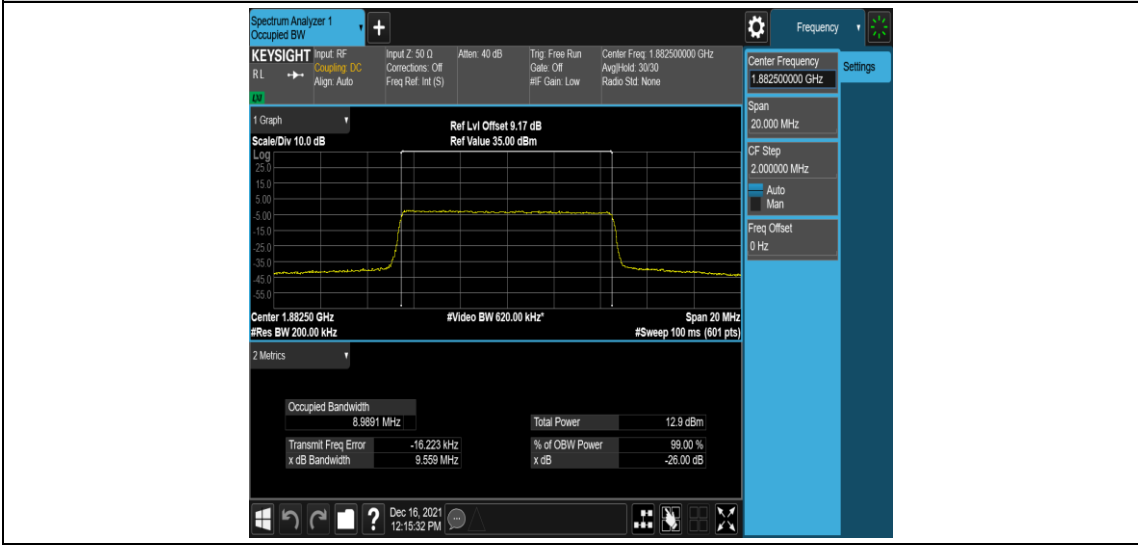 Spectrum Analyzer 1
Occupied BW
+
Frequency
KEYSIGHT
RL
LM
Input: RF
Coupling: DC
Align: Auto
Input Z: 50 Ω
Corrections: Off
Freq Ref: Int (S)
Atten: 40 dB
Trig: Free Run
Gate: Off
#IF Gain: Low
Center Freq: 1.882500000 GHz
Avg|Hold: 30/30
Radio Std: None
Center Frequency
1.882500000 GHz
Settings
Span
20.000 MHz
CF Step
2.000000 MHz
Auto
Man
Freq Offset
0 Hz
1 Graph
Scale/Div 10.0 dB
Ref Lvl Offset 9.17 dB
Ref Value 35.00 dBm
Log
25.0
15.0
5.00
-5.00
-15.0
-25.0
-35.0
-45.0
-55.0
Center 1.88250 GHz
#Video BW 620.00 kHz*
Span 20 MHz
#Res BW 200.00 kHz
#Sweep 100 ms (601 pts)
2 Metrics
Occupied Bandwidth
8.9891 MHz
Total Power 12.9 dBm
Transmit Freq Error -16.223 kHz
% of OBW Power 99.00 %
x dB Bandwidth 9.559 MHz
x dB -26.00 dB
?
Dec 16, 2021
12:15:32 PM